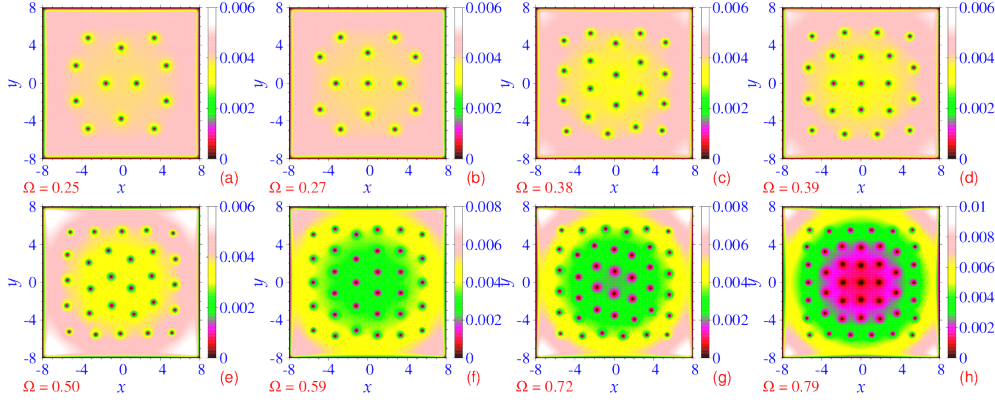 8 0.006 8 0.006 8 0.006 8 0.006
4 0.004 4 0.004 4 0.004 4 0.004
y 0 y 0 y 0 y 0
0.002 0.002 0.002 0.002
-4 -4 -4 -4
-8 0 -8 0 -8 0 -8 0
-8 -4 0 4 8 -8 -4 0 4 8 -8 -4 0 4 8 -8 -4 0 4 8
Ω = 0.25 x (a) Ω = 0.27 x (b) Ω = 0.38 x (c) Ω = 0.39 x (d)
8 0.006 8 0.008 8 0.008 8 0.01
0.008
4 0.004 4 0.006 4 0.006 4 0.006
y 0 y 0 0.004 y 0 0.004 y 0 0.004
-4 0.002 -4 0.002 -4 0.002 -4 0.002
-8 0 -8 0 -8 0 -8 0
-8 -4 0 4 8 -8 -4 0 4 8 -8 -4 0 4 8 -8 -4 0 4 8
Ω = 0.50 x (e) Ω = 0.59 x (f) Ω = 0.72 x (g) Ω = 0.79 x (h)